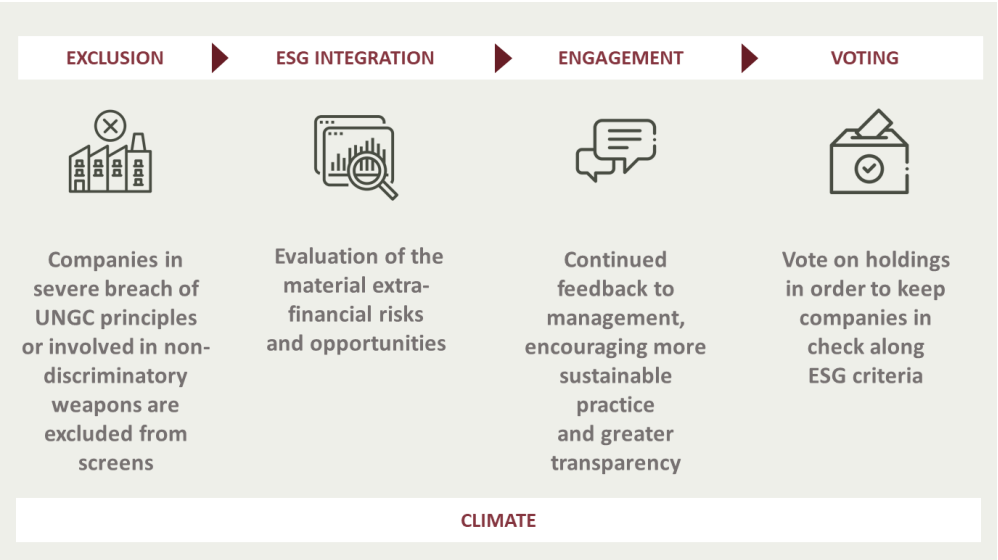 EXCLUSION
ESG INTEGRATION
ENGAGEMENT
VOTING
Companies in
severe breach of
UNGC principles
or involved in non-
discriminatory
weapons are
excluded from
screens
Evaluation of the
material extra-
financial risks
and opportunities
Continued
feedback to
management,
encouraging more
sustainable
practice
and greater
transparency
Vote on holdings
in order to keep
companies in
check along
ESG criteria
CLIMATE